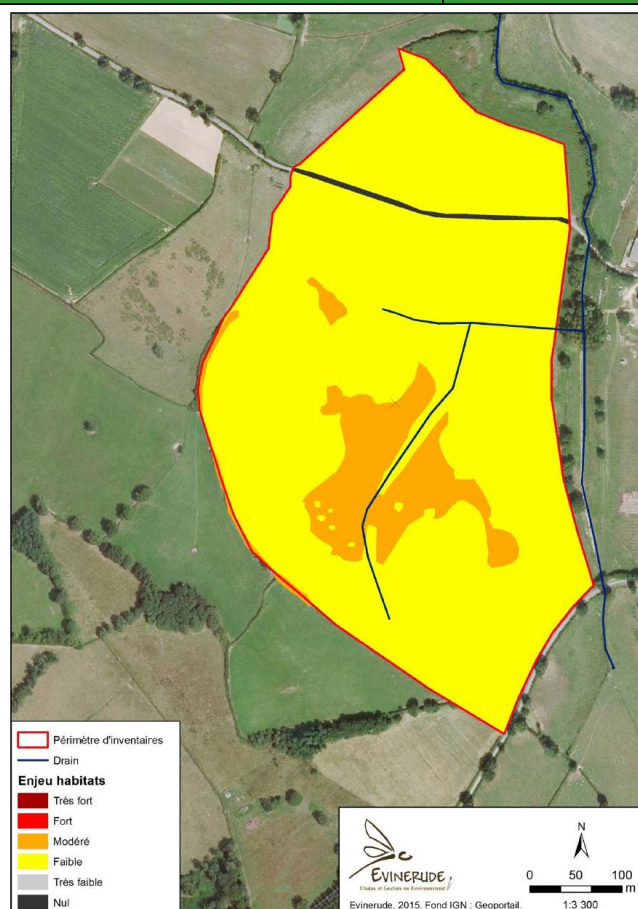 Périmètre d'inventaires
Drain
Enjeu habitats
Très fort
Fort
Modéré
Faible
Très faible
Nul
EVINERUDE
Etudes et Gestion en Environnement
N
0 50 100
m
Evinerude, 2015. Fond IGN : Geoportail. 1:3 300